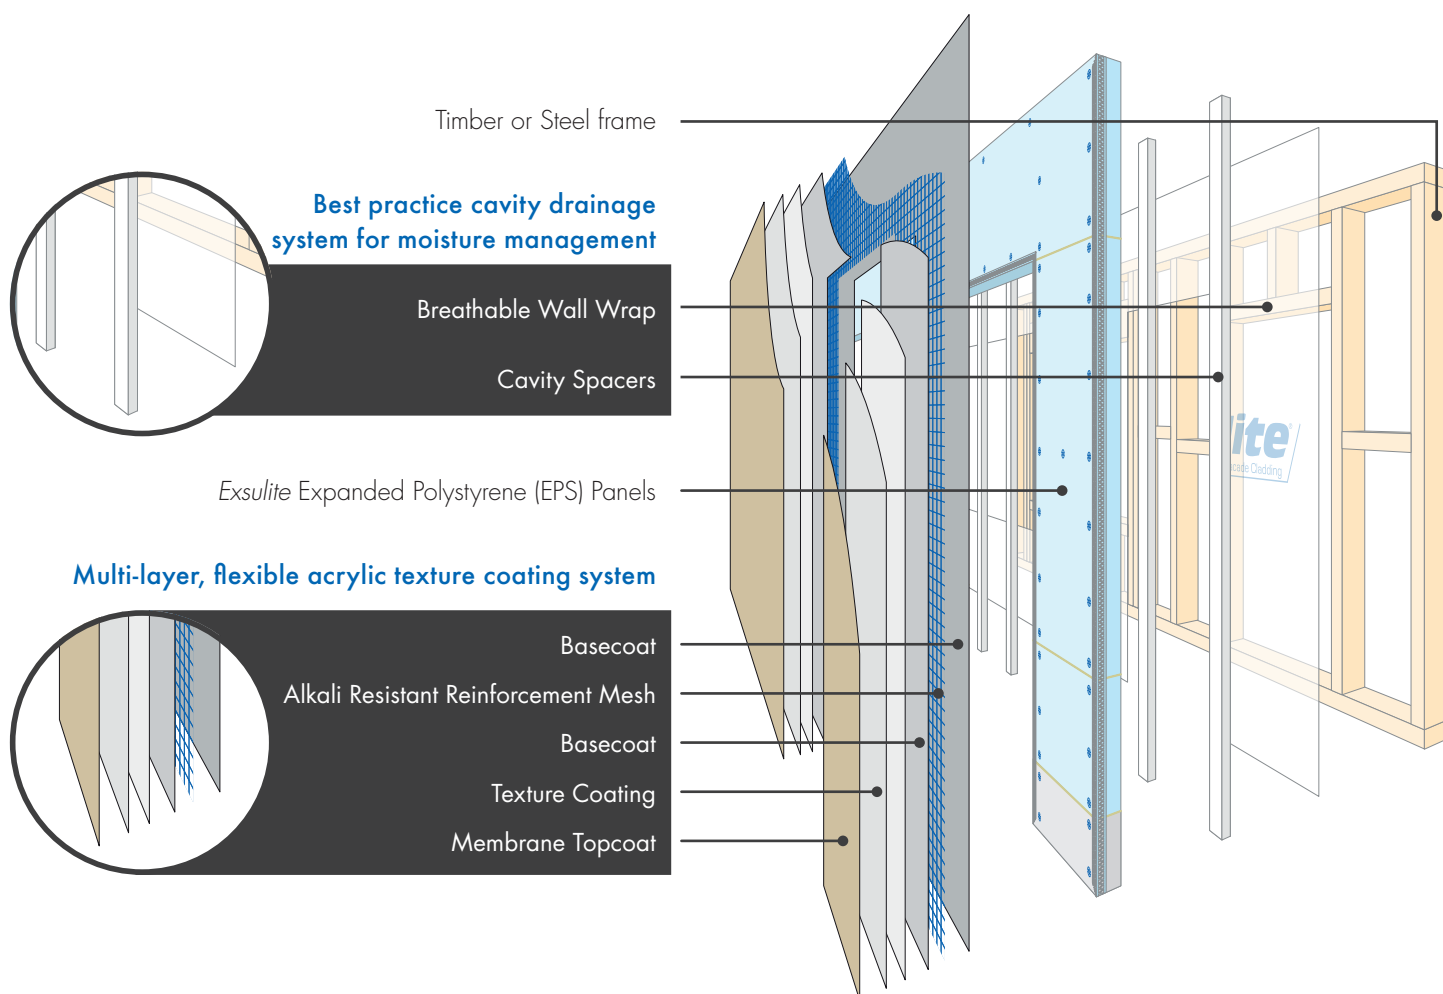 Timber or Steel frame
Best practice cavity drainage
system for moisture management
Breathable Wall Wrap
Cavity Spacers
Exsulite Expanded Polystyrene (EPS) Panels
Multi-layer, flexible acrylic texture coating system
Basecoat
Alkali Resistant Reinforcement Mesh
Basecoat
Texture Coating
Membrane Topcoat
lite®
Cladding